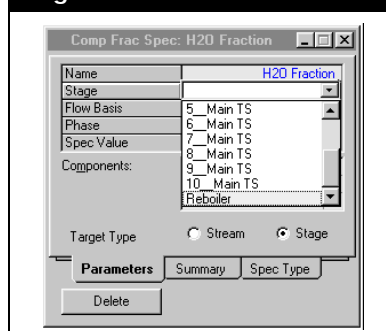 Comp Frac Spec: H2O Fraction
Name H2O Fraction
Stage
Flow Basis
Phase
Spec Value
Components:
5__Main TS
6__Main TS
7__Main TS
8__Main TS
9__Main TS
10__Main TS
Reboiler
Target Type Stream Stage
Parameters Summary Spec Type
Delete